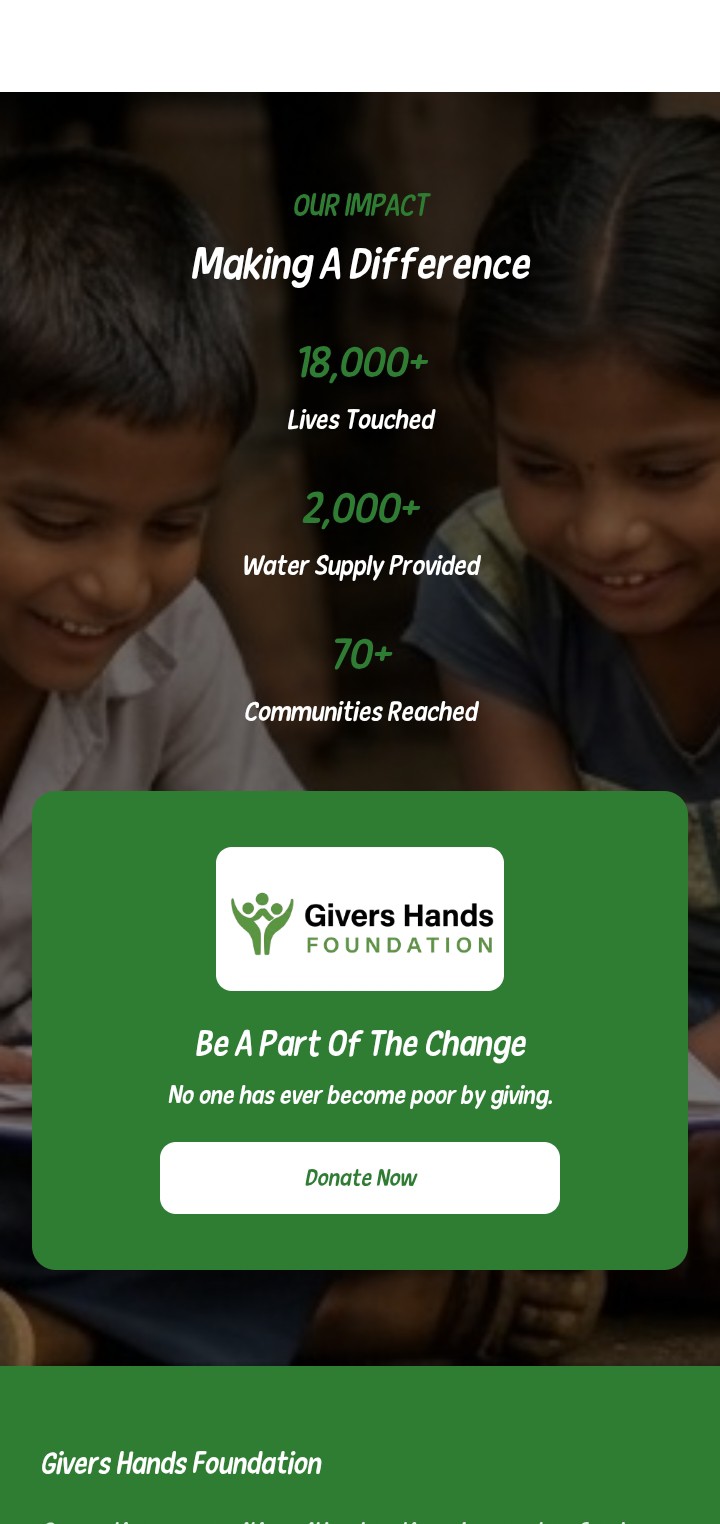 OUR IMPACT
Making A Difference
18,000+
Lives Touched
2,000+
Water Supply Provided
70+
Communities Reached
Givers Hands
FOUNDATION
Be A Part Of The Change
No one has ever become poor by giving.
Donate Now
Givers Hands Foundation